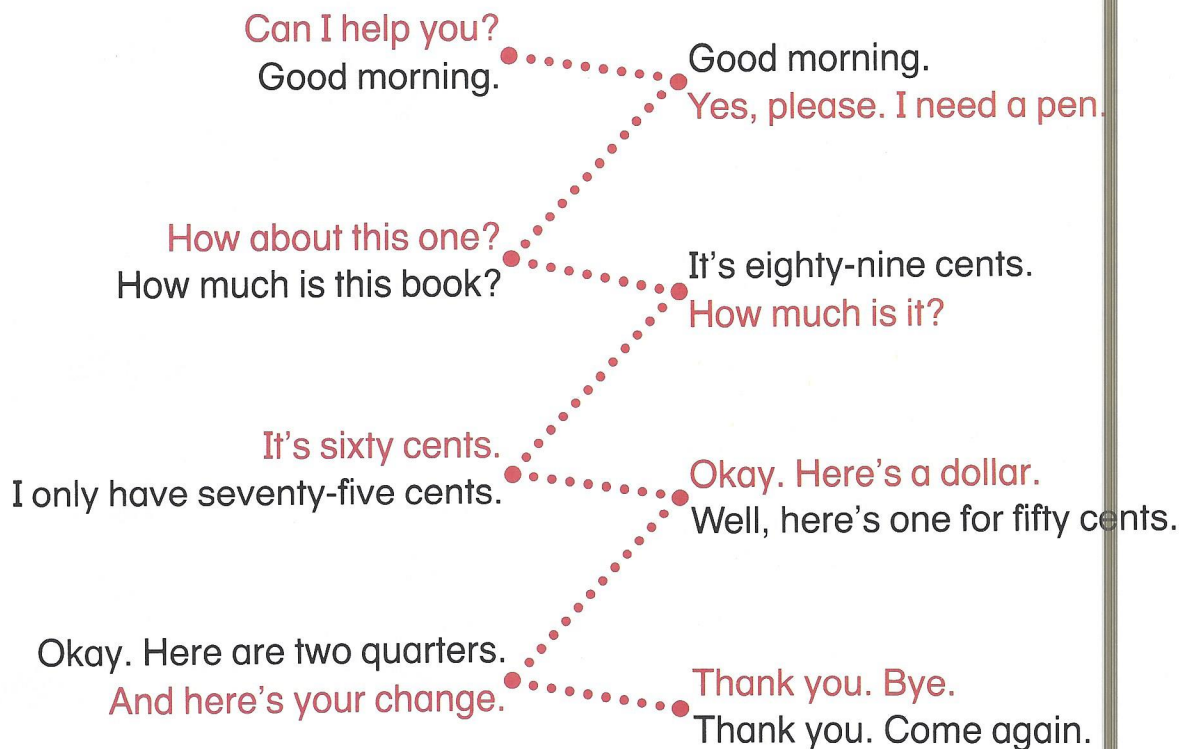 Can I help you?
Good morning.
Good morning.
Yes, please. I need a pen.
How about this one?
How much is this book?
It's eighty-nine cents.
How much is it?
It's sixty cents.
I only have seventy-five cents.
Okay. Here's a dollar.
Well, here's one for fifty cents.
Okay. Here are two quarters.
And here's your change.
Thank you. Bye.
Thank you. Come again.